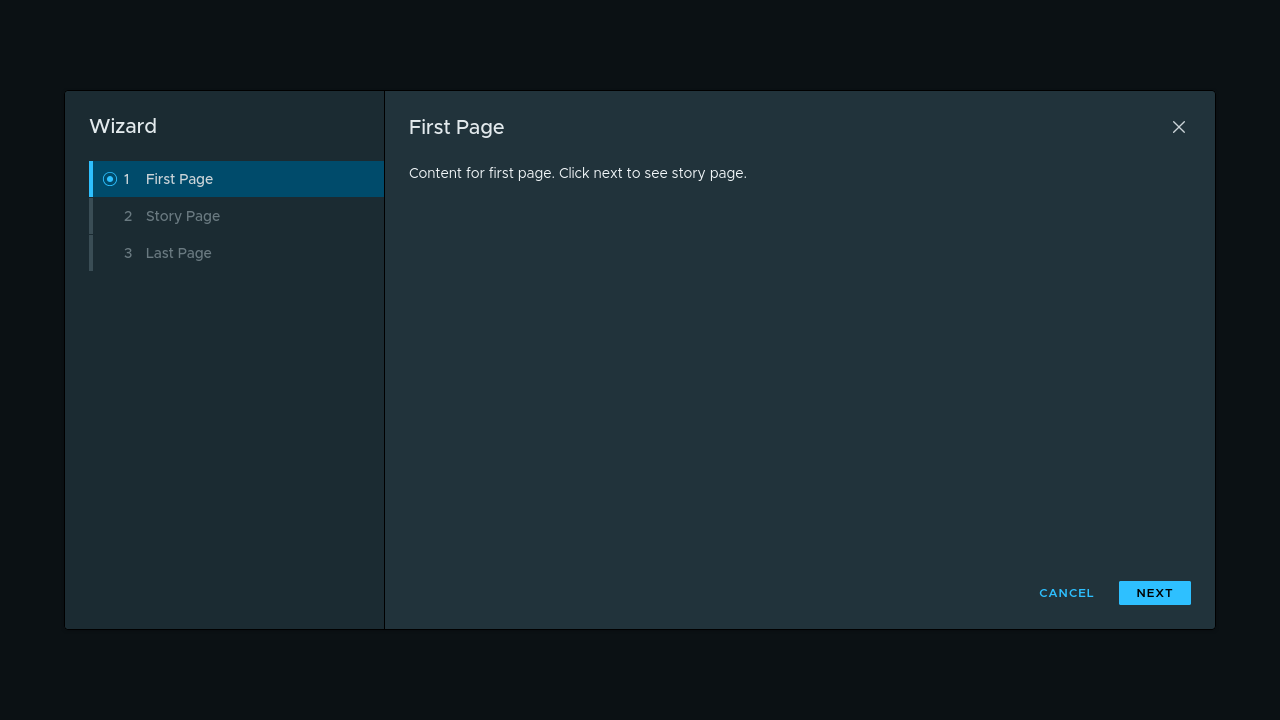 Wizard
1 First Page
2 Story Page
3 Last Page
First Page
Content for first page. Click next to see story page.
CANCEL NEXT